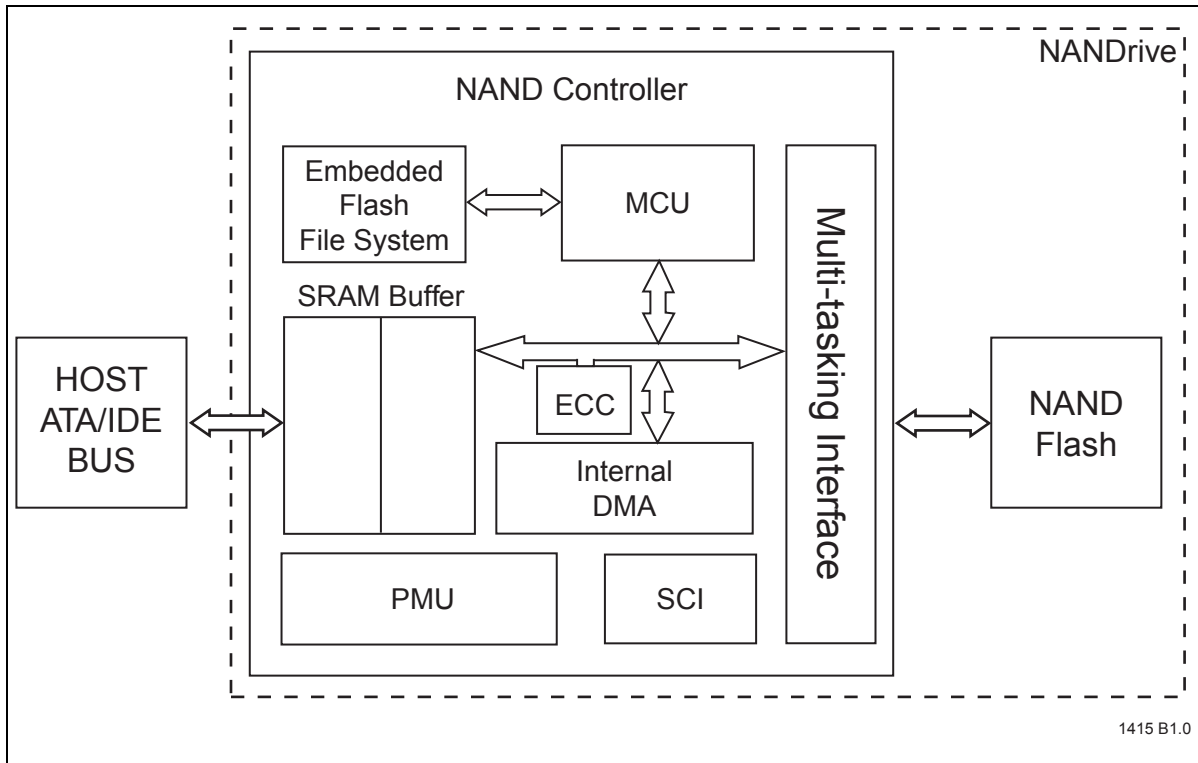 NANDrive
NAND Controller
Embedded
Flash
File System
MCU
Multi-tasking Interface
SRAM Buffer
HOST
ATA/IDE
BUS
ECC
NAND
Flash
Internal
DMA
PMU
SCI
1415 B1.0